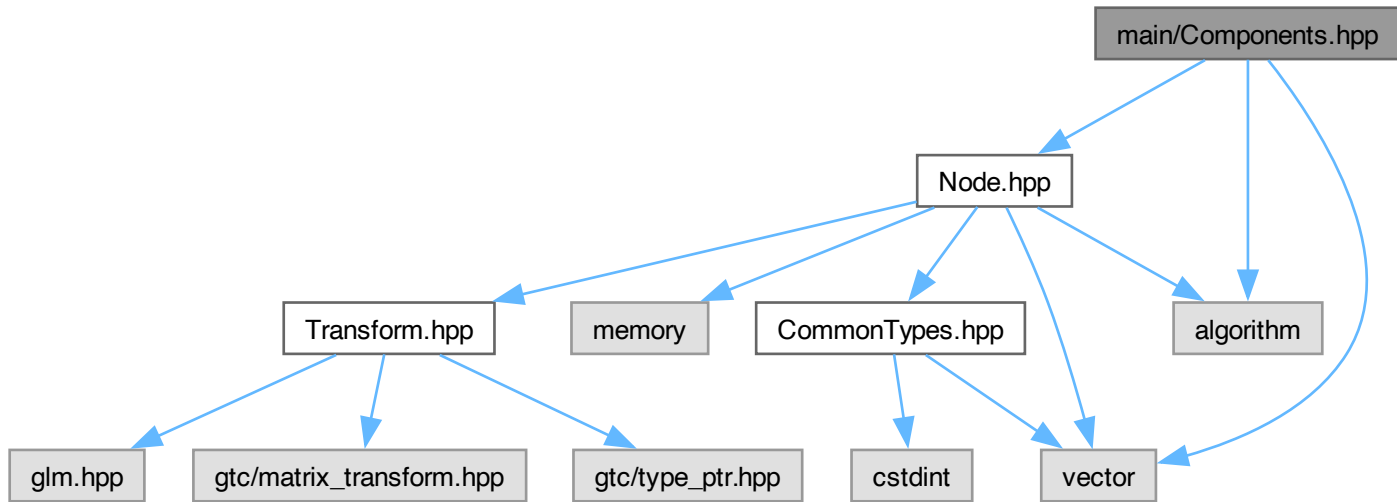 main/Components.hpp
Node.hpp
Transform.hpp
memory
CommonTypes.hpp
algorithm
glm.hpp
gtc/matrix_transform.hpp
gtc/type_ptr.hpp
cstdint
vector